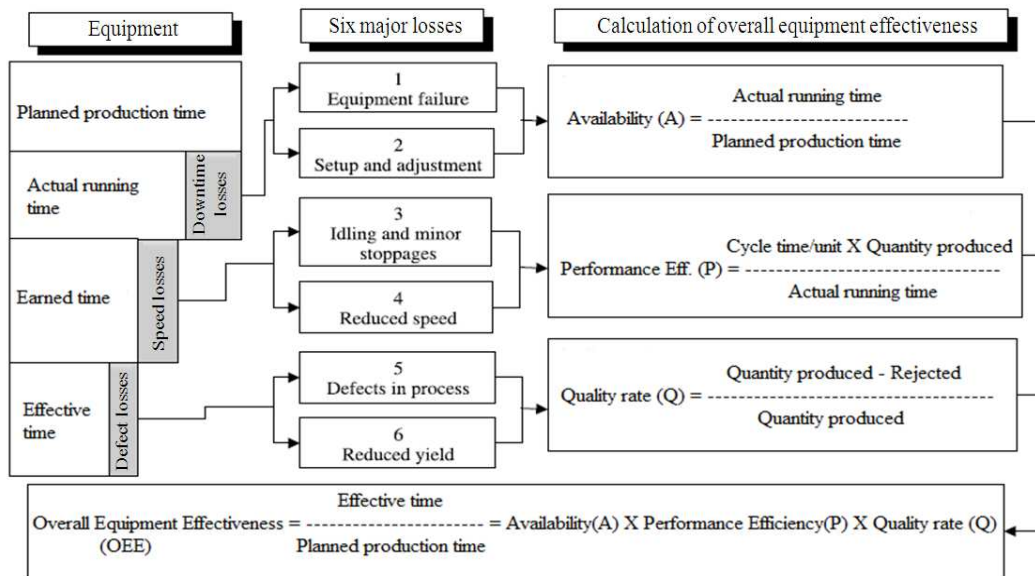 Equipment
Six major losses
Calculation of overall equipment effectiveness
Planned production time
Actual running
time
Downtime
losses
Earned time
Speed losses
Effective
time
Defect losses
1
Equipment failure
2
Setup and adjustment
3
Idling and minor
stoppages
4
Reduced speed
5
Defects in process
6
Reduced yield
Actual running time
Availability (A) = ---------------------------
Planned production time
Cycle time/unit X Quantity produced
Performance Eff. (P) = ----------------------------------
Actual running time
Quantity produced - Rejected
Quality rate (Q) = --------------------------------------
Quantity produced
Effective time
Overall Equipment Effectiveness = ------------------------ = Availability(A) X Performance Efficiency(P) X Quality rate (Q)
(OEE)
Planned production time